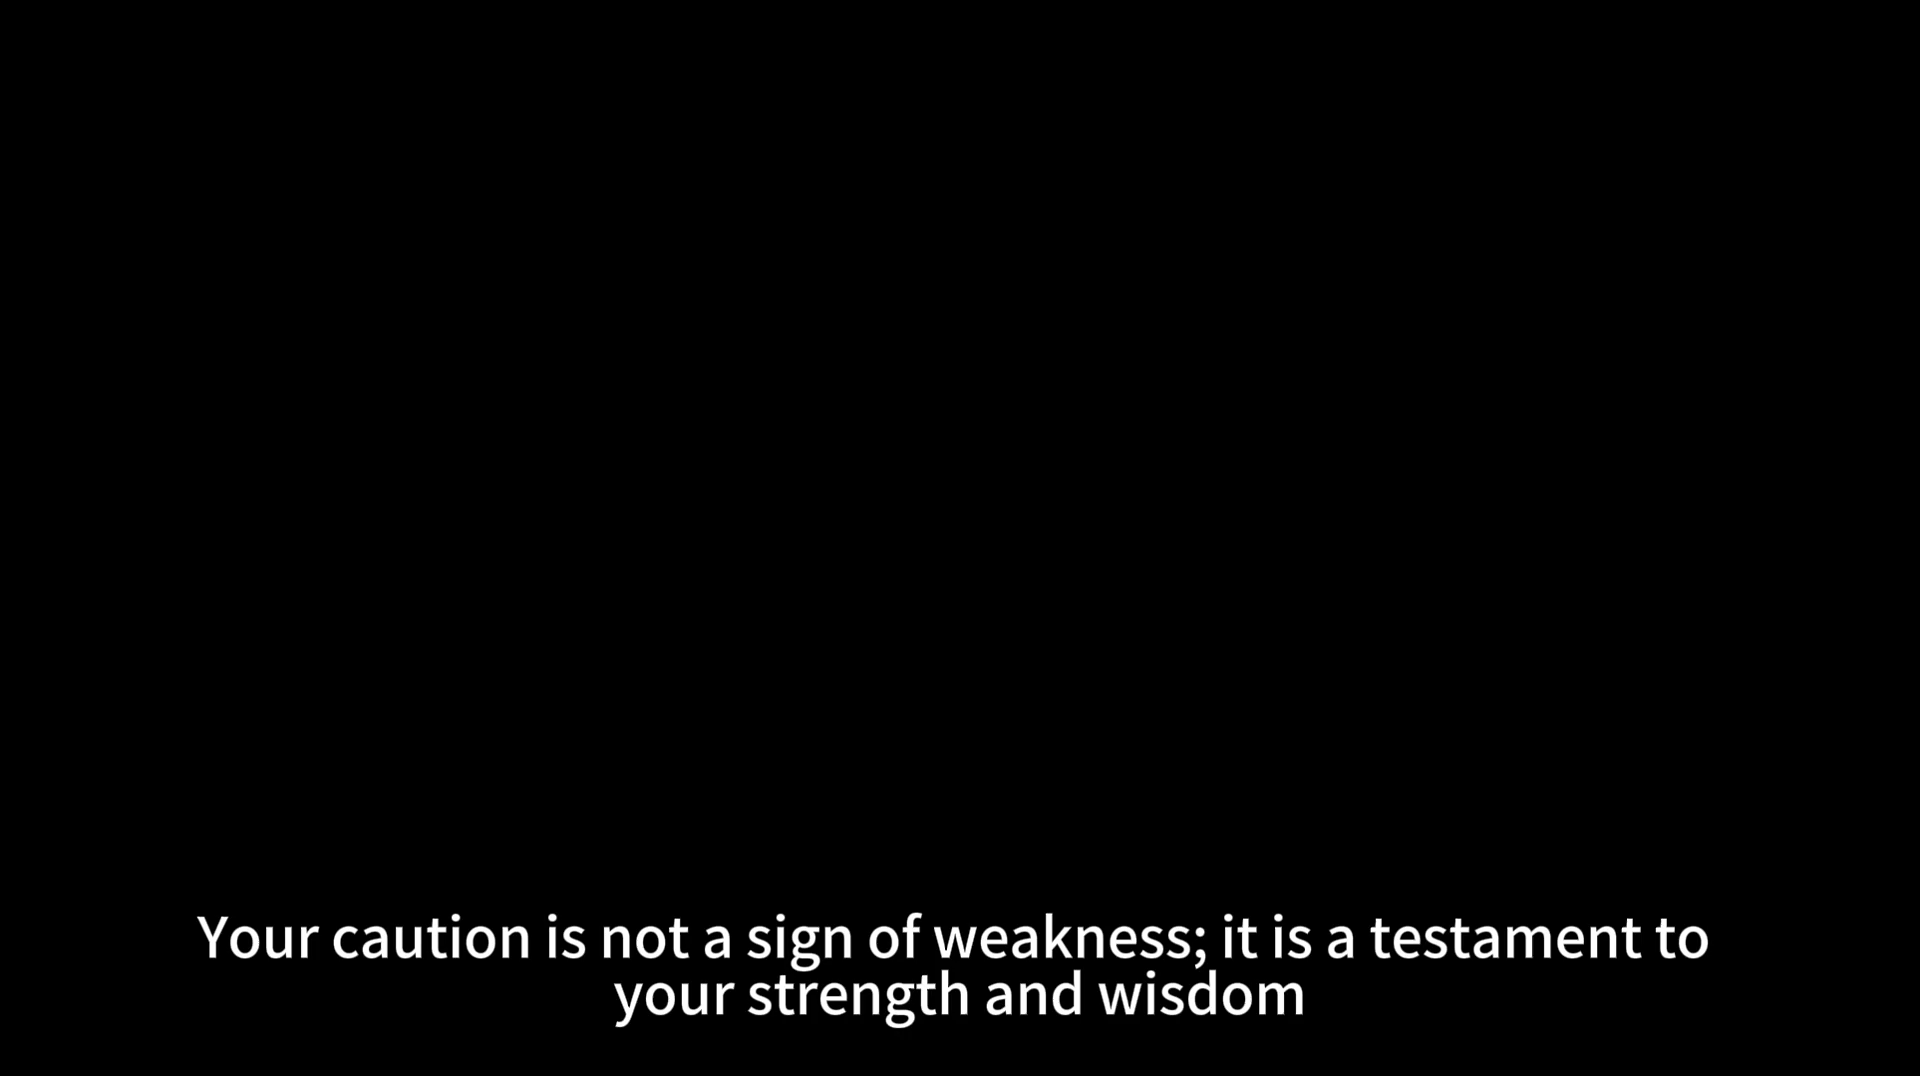 Your caution is not a sign of weakness; it is a testament to
your strength and wisdom